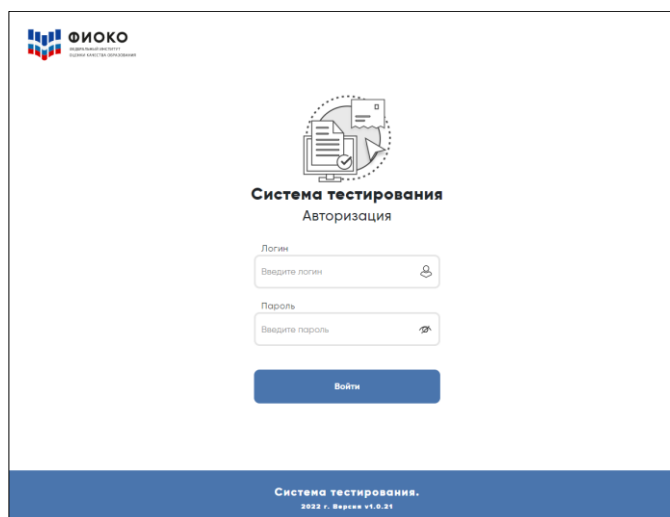 ФИОКО
ФЕДЕРАЛЬНЫЙ ИНСТИТУТ
ОЦЕНКИ КАЧЕСТВА ОБРАЗОВАНИЯ
Система тестирования
Авторизация
Логин
Введите логин
Пароль
Введите пароль
Войти
Система тестирования.
2022 г. Версия v1.0.21